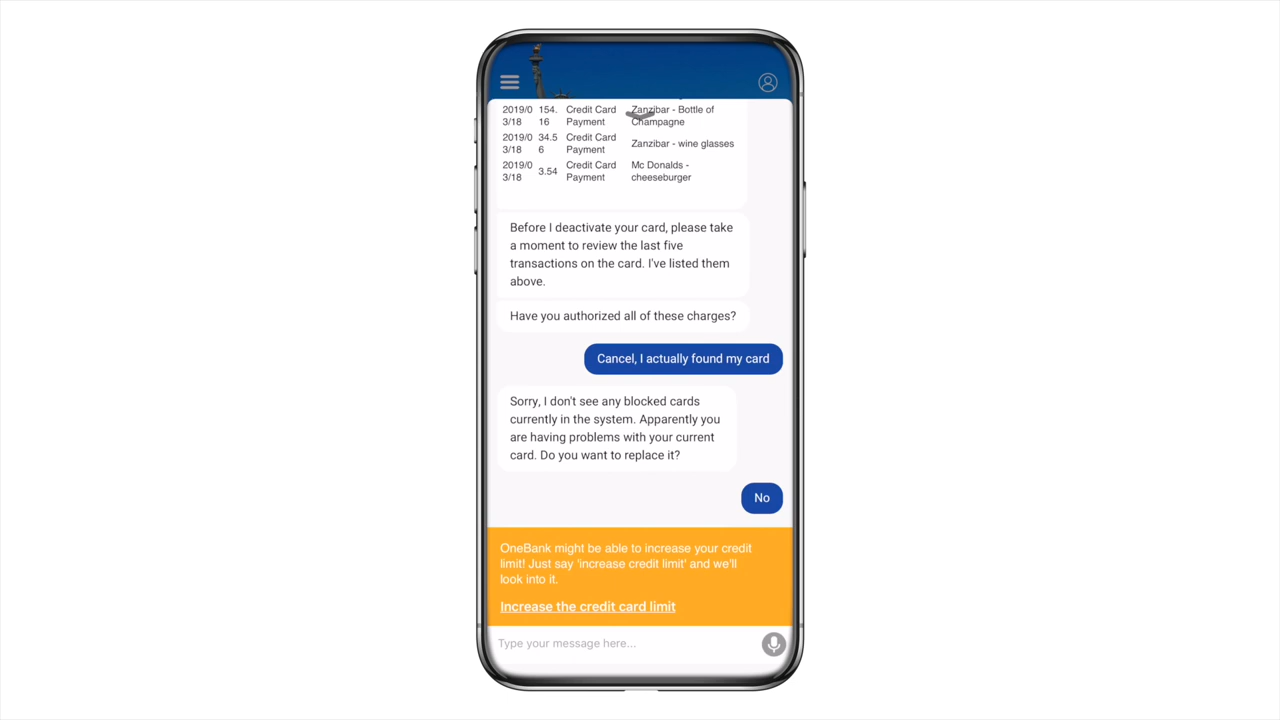 2019/0 154. Credit Card Zanzibar - Bottle of
3/18 16 Payment Champagne
2019/0 34.5 Credit Card Zanzibar - wine glasses
3/18 6 Payment
2019/0 3.54 Credit Card Mc Donalds -
3/18 Payment cheeseburger
Before I deactivate your card, please take
a moment to review the last five
transactions on the card. I've listed them
above.
Have you authorized all of these charges?
Cancel, I actually found my card
Sorry, I don't see any blocked cards
currently in the system. Apparently you
are having problems with your current
card. Do you want to replace it?
No
OneBank might be able to increase your credit
limit! Just say 'increase credit limit' and we'll
look into it.
Increase the credit card limit
Type your message here...